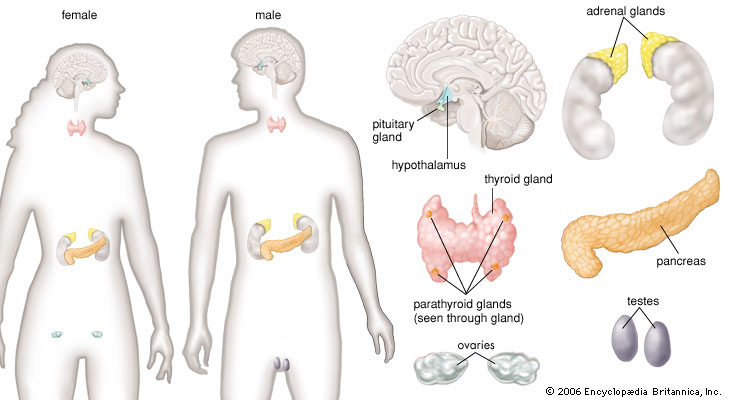 female
male
adrenal glands
pituitary
gland
hypothalamus
thyroid gland
pancreas
parathyroid glands
(seen through gland)
testes
ovaries
© 2006 Encyclopædia Britannica, Inc.